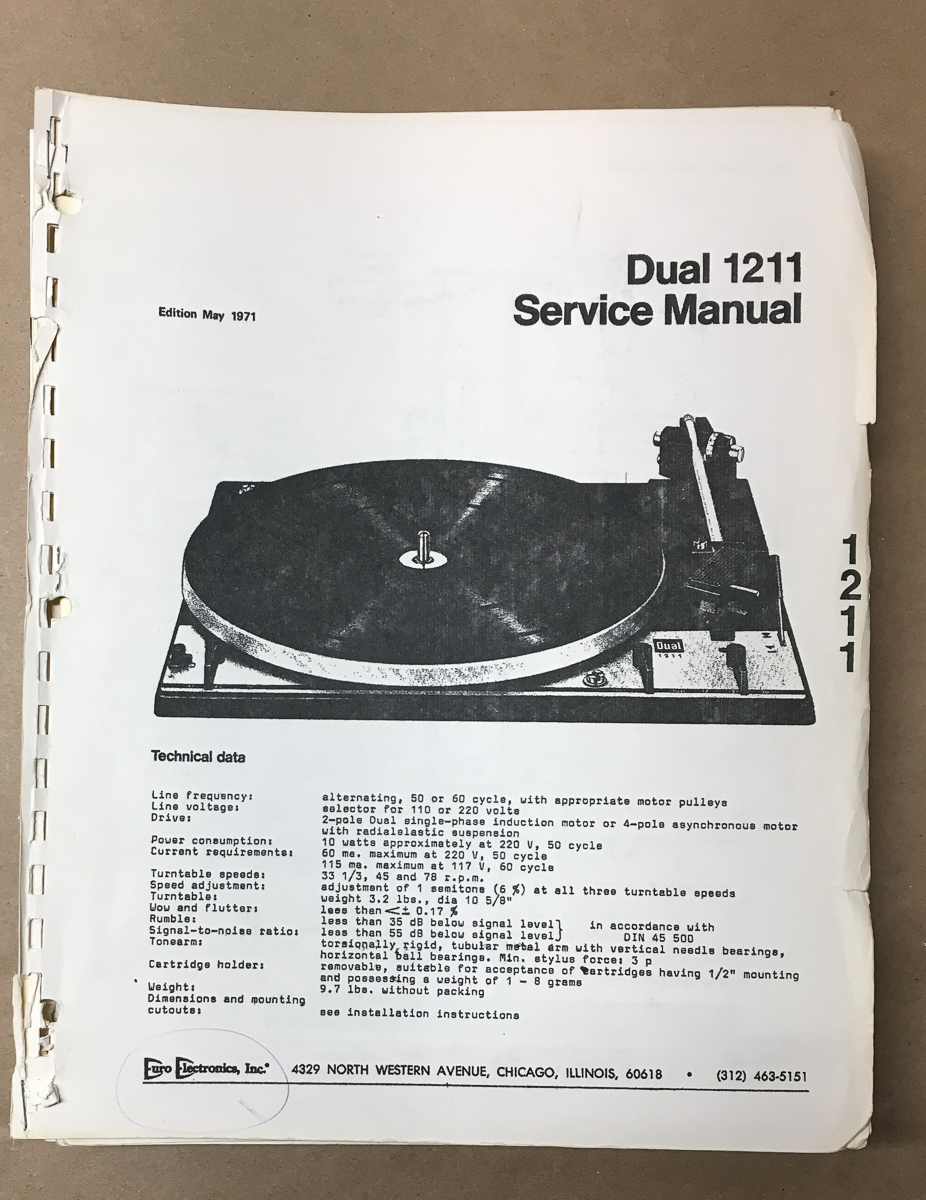 Dual 1211
Service Manual
Edition May 1971
1
2
1
1
Dual
1211
Technical data
Line frequency: alternating, 50 or 60 cycle, with appropriate motor pulleys
Line voltage: selector for 110 or 220 volts
Drive: 2-pole Dual single-phase induction motor or 4-pole asynchronous motor
with radialelastic suspension
Power consumption: 10 watts approximately at 220 V, 50 cycle
Current requirements: 60 ma. maximum at 220 V, 50 cycle
115 ma. maximum at 117 V, 60 cycle
Turntable speeds: 33 1/3, 45 and 78 r.p.m.
Speed adjustment: adjustment of 1 semitone (6 %) at all three turntable speeds
Turntable: weight 3.2 lbs., dia 10 5/8"
Wow and flutter: less than <± 0.17 %
Rumble: less than 35 dB below signal level} in accordance with
Signal-to-noise ratio: less than 55 dB below signal level} DIN 45 500
Tonearm: torsionally rigid, tubular metal arm with vertical needle bearings,
horizontal ball bearings. Min. stylus force: 3 p
Cartridge holder: removable, suitable for acceptance of cartridges having 1/2" mounting
and possessing a weight of 1 - 8 grams
Weight: 9.7 lbs. without packing
Dimensions and mounting
cutouts: see installation instructions
Euro Electronics, Inc.® 4329 NORTH WESTERN AVENUE, CHICAGO, ILLINOIS, 60618 • (312) 463-5151